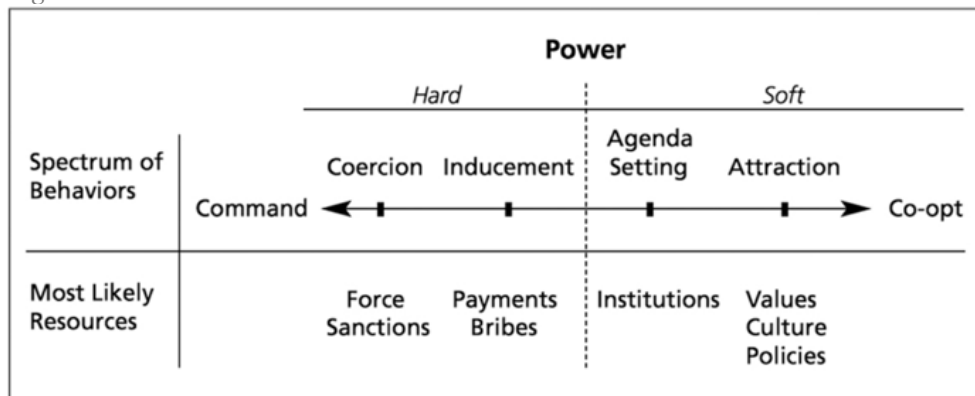 Power
Hard
Soft
Spectrum of
Behaviors
Command
Coercion
Inducement
Agenda
Setting
Attraction
Co-opt
Most Likely
Resources
Force
Sanctions
Payments
Bribes
Institutions
Values
Culture
Policies